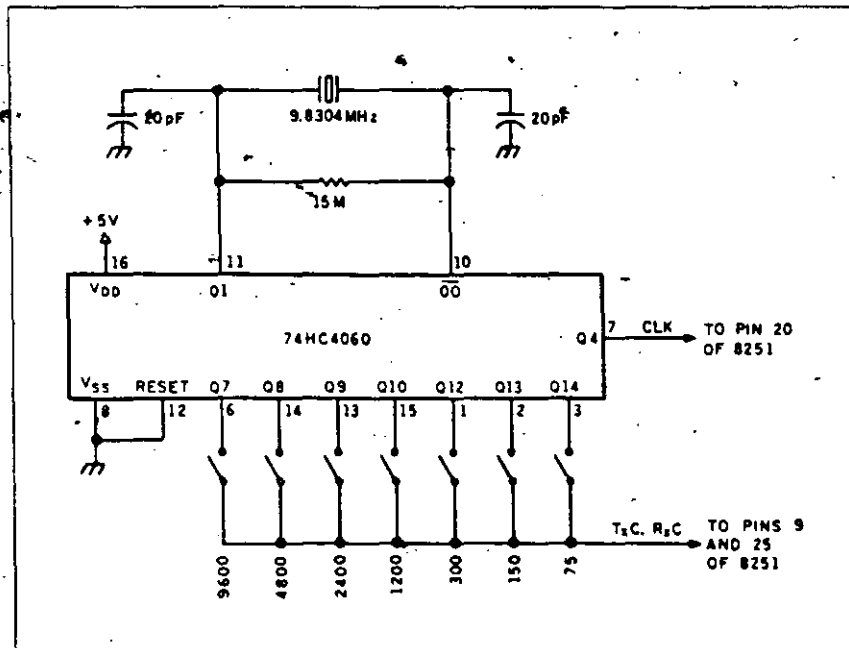 20pF
9.8304MHz
20pF
15M
+5V
16
11
10
VDD
01
00
74HC4060
Q4
7
CLK
TO PIN 20
OF 8251
VSS
RESET
Q7
Q8
Q9
Q10
Q12
Q13
Q14
8
12
6
14
13
15
1
2
3
TxC, RxC
TO PINS 9
AND 25
OF 8251
9600
4800
2400
1200
300
150
75